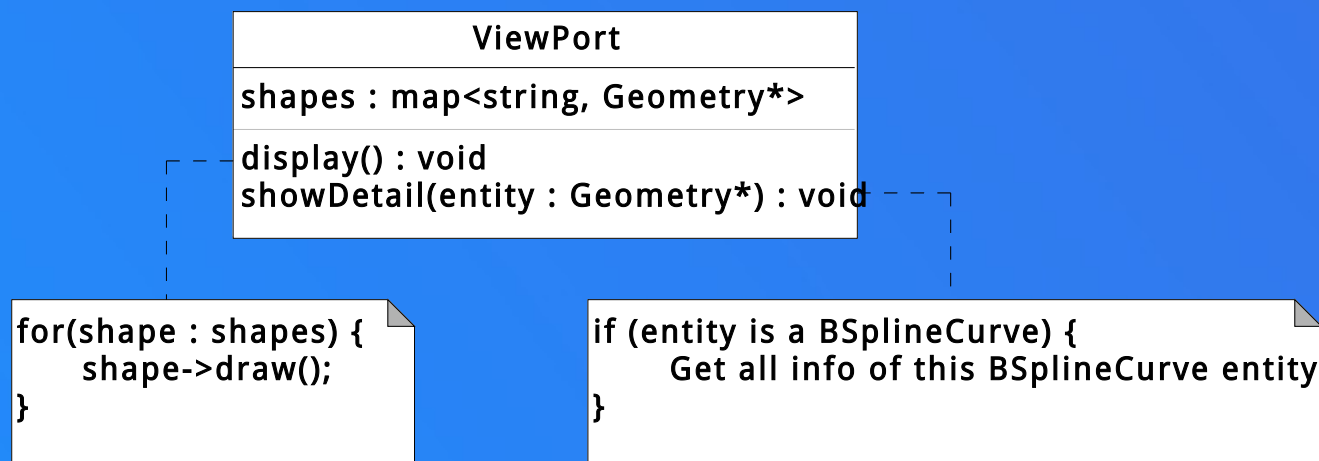 ViewPort
shapes : map<string, Geometry*>
display() : void
showDetail(entity : Geometry*) : void
for(shape : shapes) {
shape->draw();
}
if (entity is a BSplineCurve) {
Get all info of this BSplineCurve entity
}